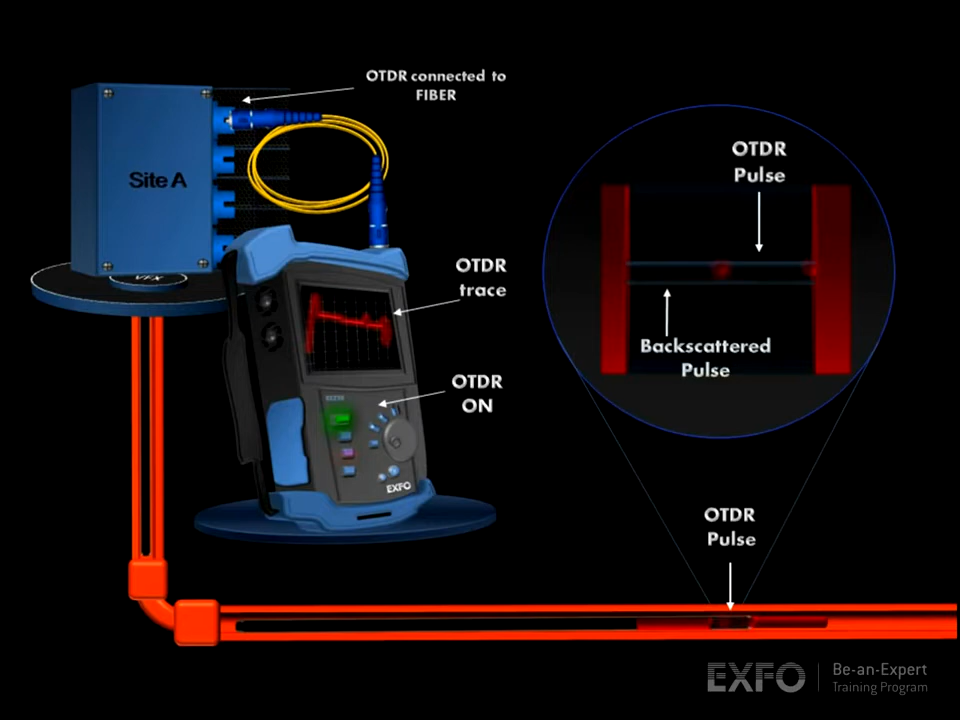 OTDR connected to
FIBER
Site A
VFX
OTDR
trace
OTDR
ON
EXFO
OTDR
Pulse
Backscattered
Pulse
OTDR
Pulse
EXFO
Be-an-Expert
Training Program